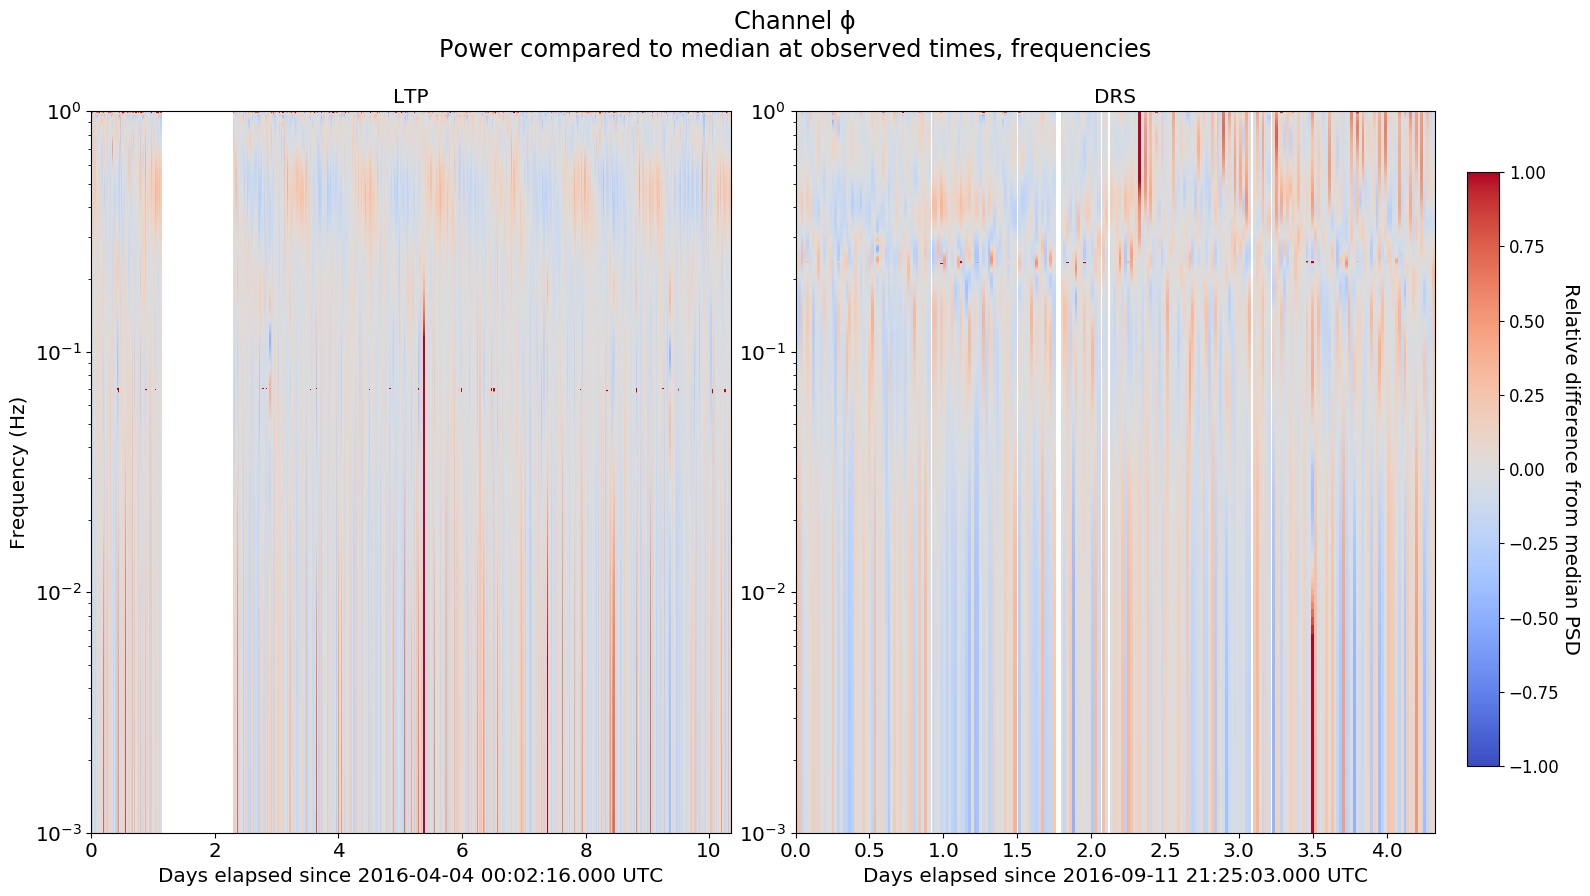 Channel ϕ
Power compared to median at observed times, frequencies
LTP
DRS
Frequency (Hz)
10⁰
10⁻¹
10⁻²
10⁻³
0 2 4 6 8 10
Days elapsed since 2016-04-04 00:02:16.000 UTC
10⁰
10⁻¹
10⁻²
10⁻³
0.0 0.5 1.0 1.5 2.0 2.5 3.0 3.5 4.0
Days elapsed since 2016-09-11 21:25:03.000 UTC
1.00
0.75
0.50
0.25
0.00
−0.25
−0.50
−0.75
−1.00
Relative difference from median PSD